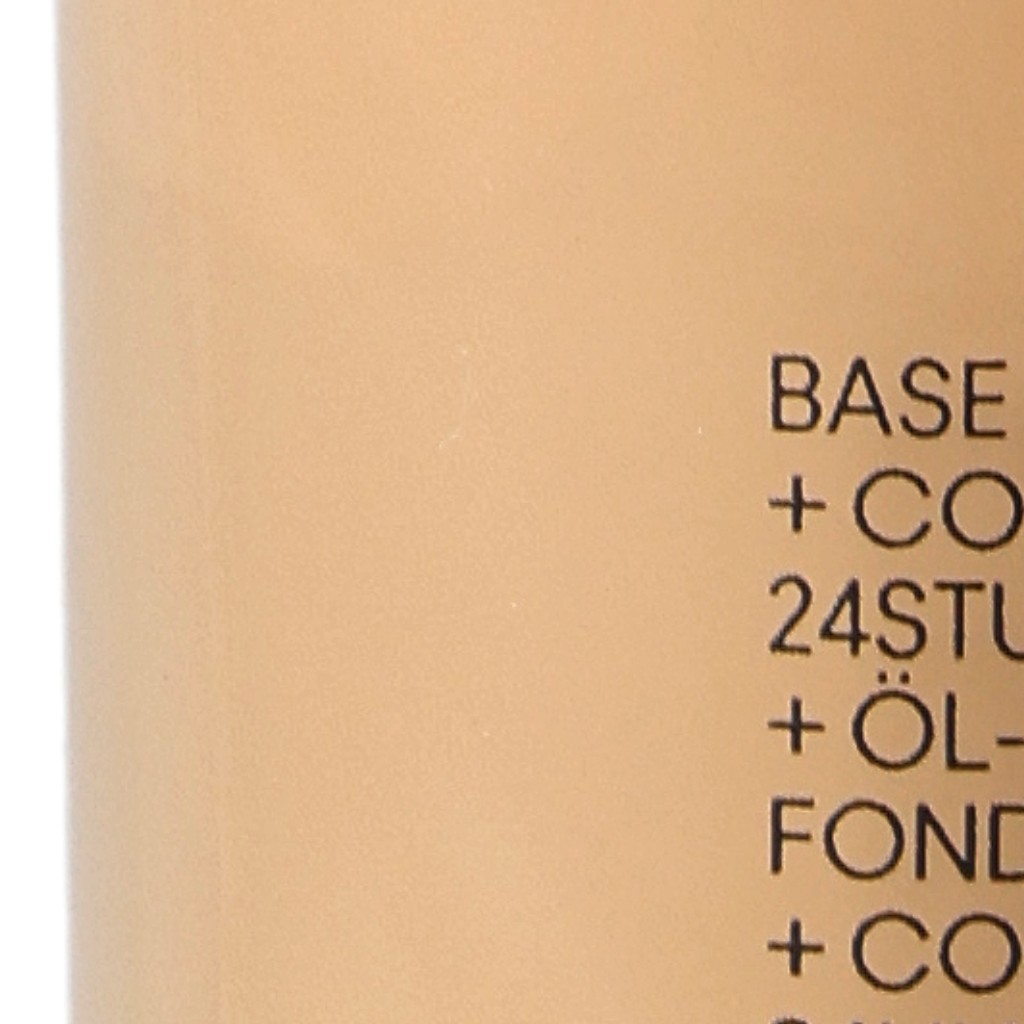 BASE
+ CO
24STU
+ ÖL-
FOND
+ CO